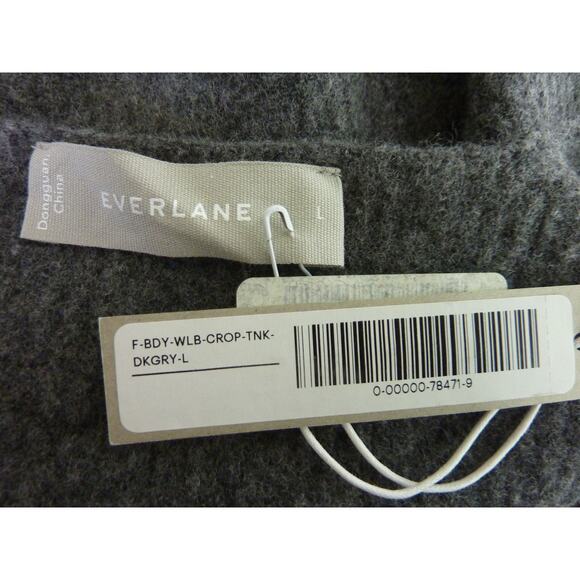 Dongguan,
China
EVERLANE
L
F-BDY-WLB-CROP-TNK-
DKGRY-L
0-00000-78471-9